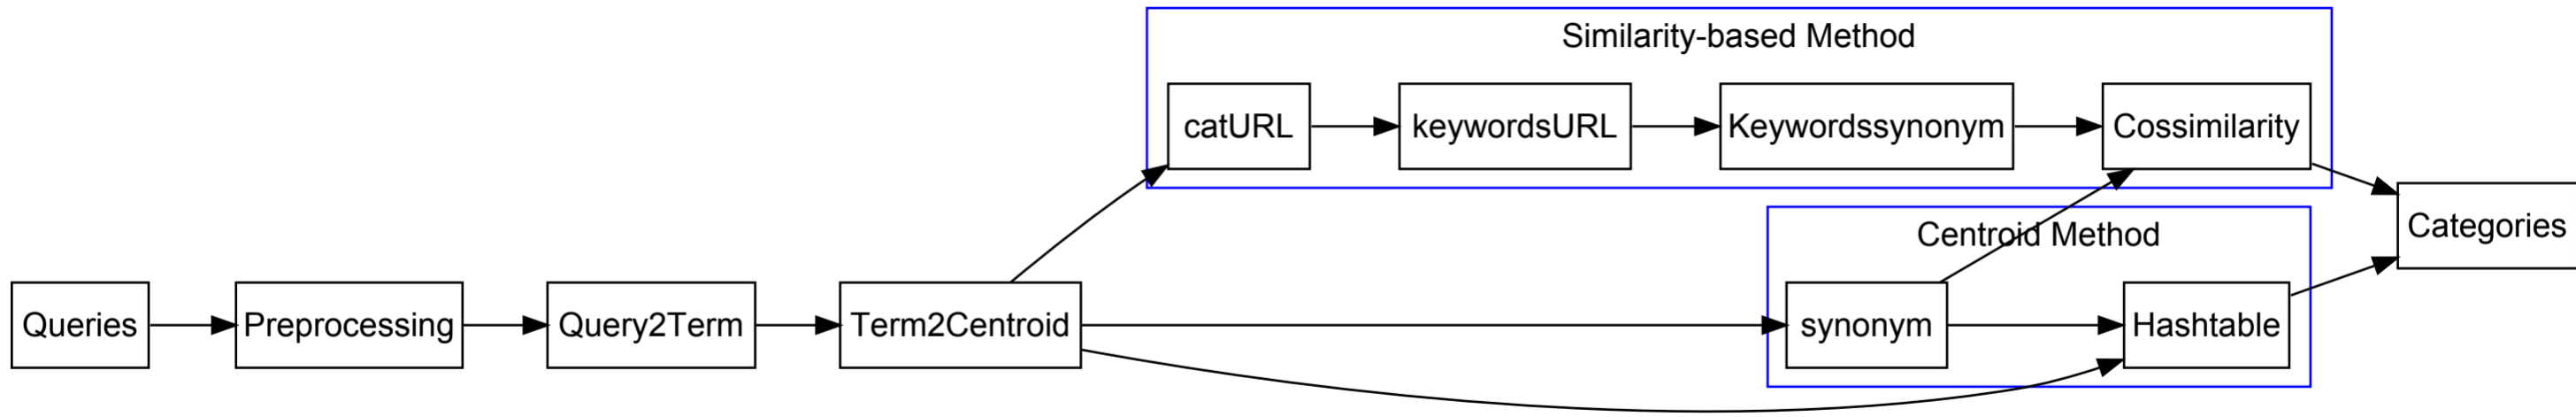 Similarity-based Method
catURL
keywordsURL
Keywordssynonym
Cossimilarity
Categories
Centroid Method
Queries
Preprocessing
Query2Term
Term2Centroid
synonym
Hashtable